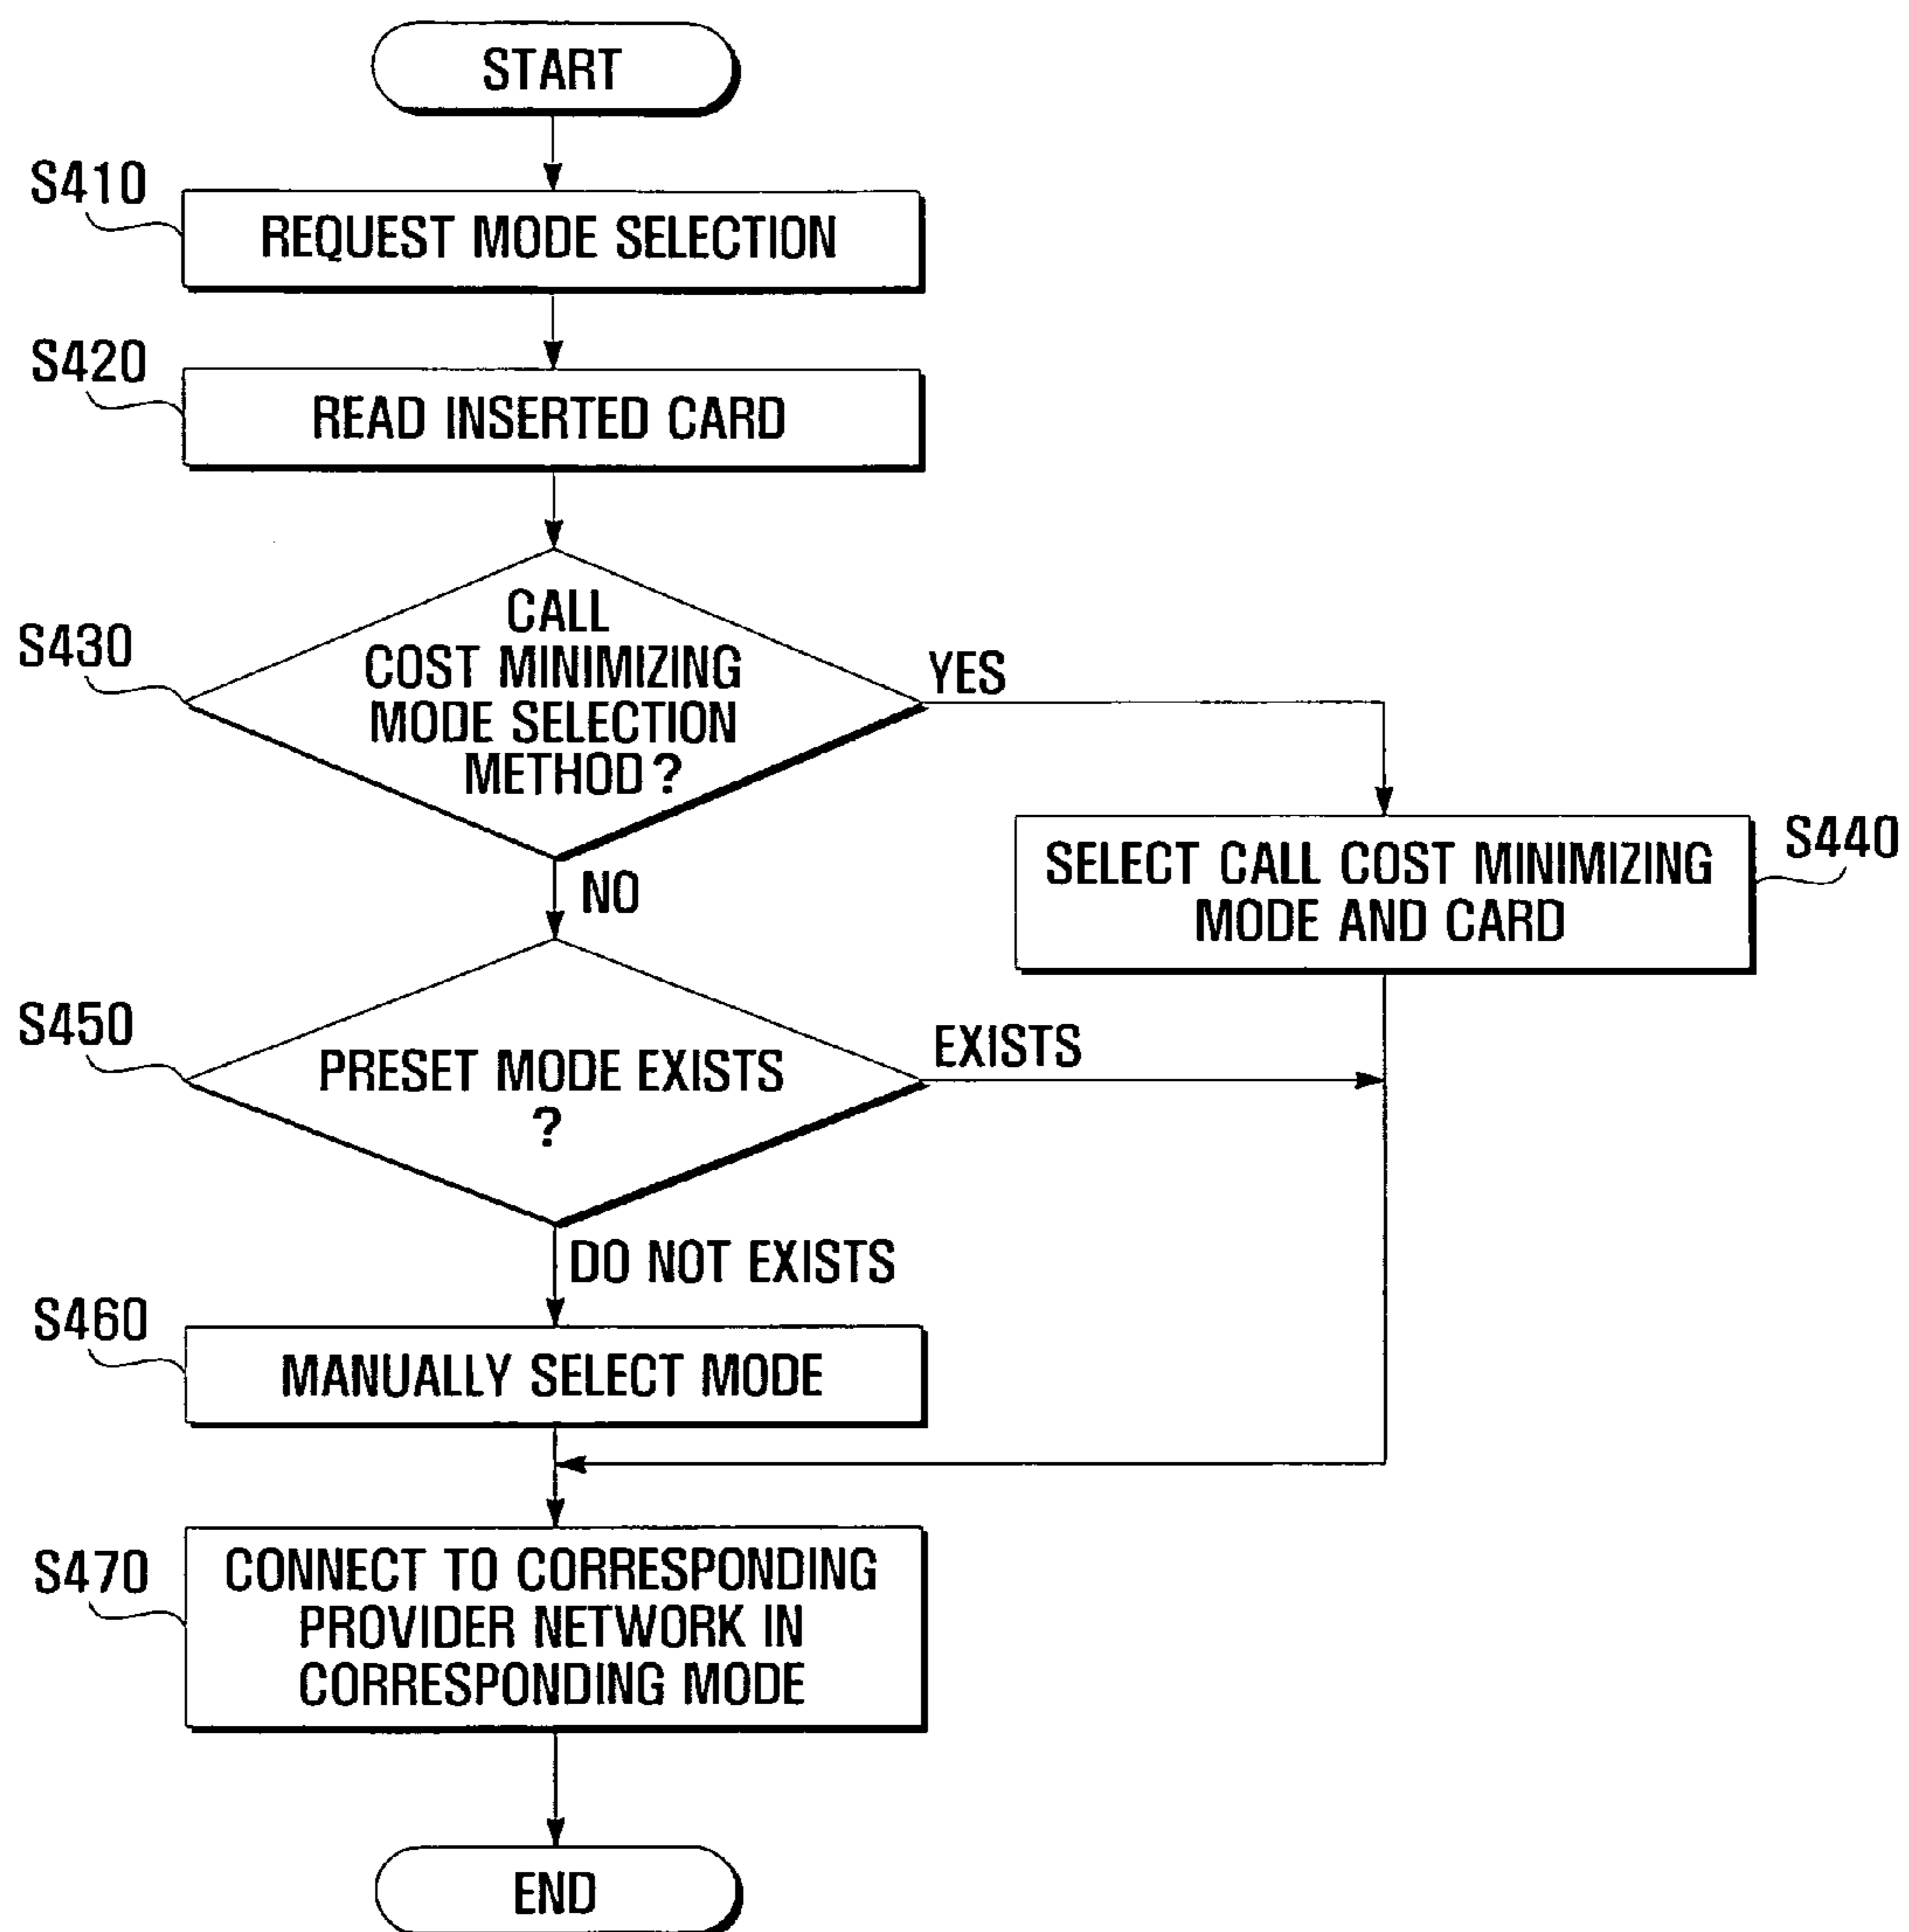 START
S410
REQUEST MODE SELECTION
S420
READ INSERTED CARD
S430
CALL
COST MINIMIZING
MODE SELECTION
METHOD?
YES
NO
S440
SELECT CALL COST MINIMIZING
MODE AND CARD
S450
PRESET MODE EXISTS
?
EXISTS
DO NOT EXISTS
S460
MANUALLY SELECT MODE
S470
CONNECT TO CORRESPONDING
PROVIDER NETWORK IN
CORRESPONDING MODE
END